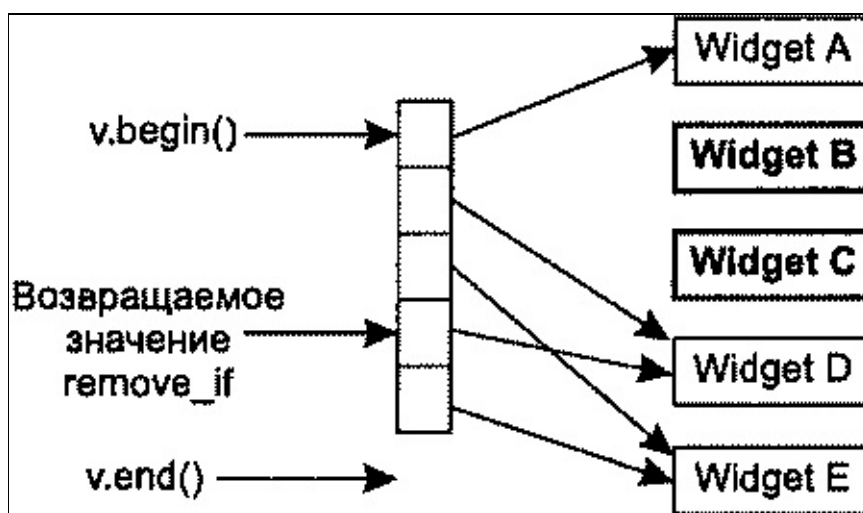 Widget A
v.begin()
Widget B
Widget C
Возвращаемое
значение
remove_if
Widget D
v.end()
Widget E